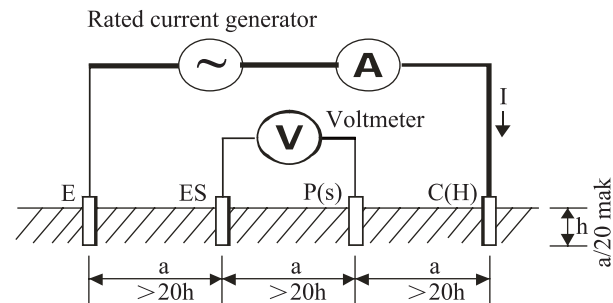 Rated current generator
~
A
I
V
Voltmeter
E
ES
P(s)
C(H)
h
a/20 mak
a
>20h
a
>20h
a
>20h